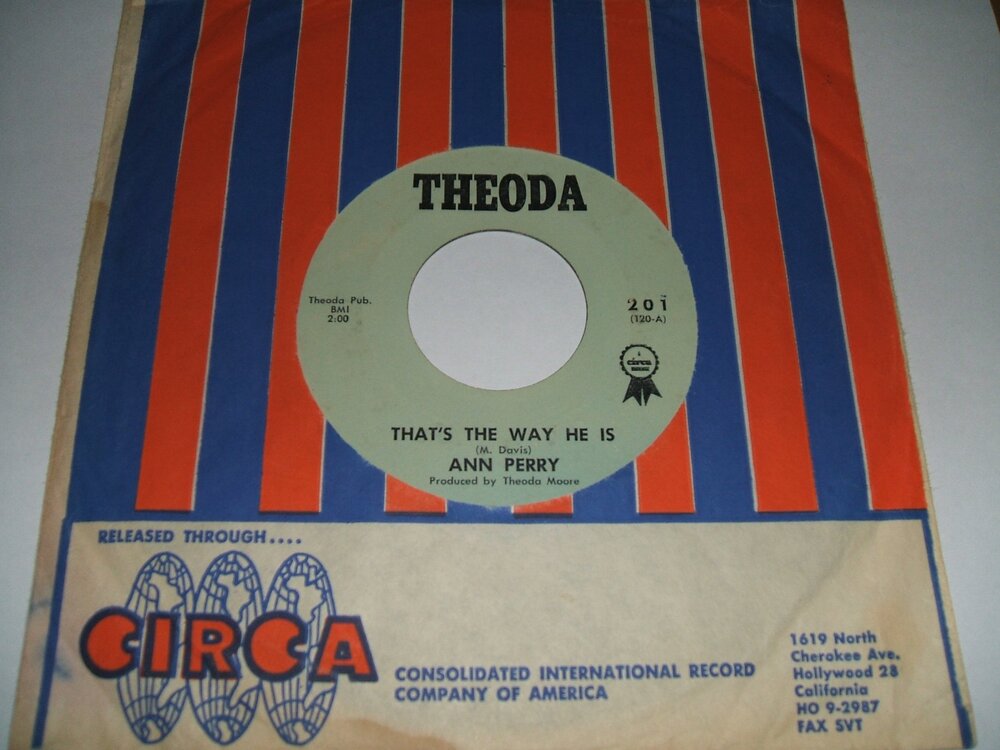 THEODA
Theoda Pub.
BMI
2:00
201
(120-A)
circa
THAT'S THE WAY HE IS
(M. Davis)
ANN PERRY
Produced by Theoda Moore
RELEASED THROUGH....
CIRCA
CONSOLIDATED INTERNATIONAL RECORD
COMPANY OF AMERICA
1619 North
Cherokee Ave.
Hollywood 28
California
HO 9-2987
FAX SVT